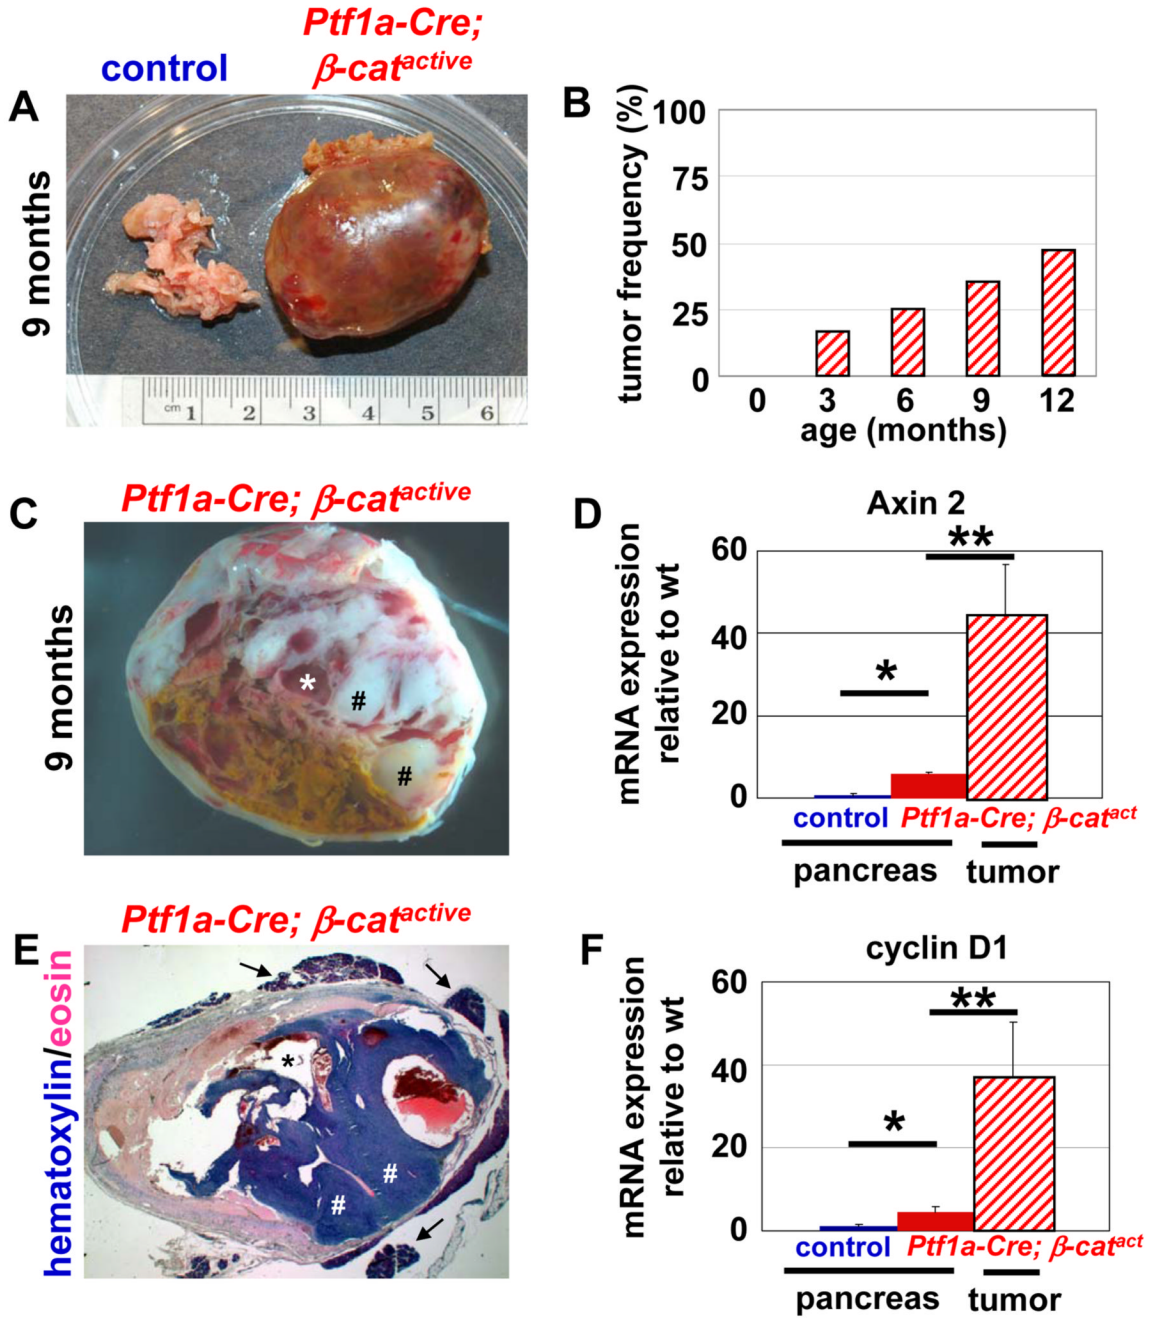 control
Ptf1a-Cre;
β-catactive
A
9 months
cm 1 2 3 4 5 6
B
tumor frequency (%)
100
75
50
25
0
0 3 6 9 12
age (months)
C
Ptf1a-Cre; β-catactive
9 months
*
#
#
D
Axin 2
mRNA expression
relative to wt
60
40
20
0
*
**
control Ptf1a-Cre; β-catact
pancreas tumor
E
Ptf1a-Cre; β-catactive
hematoxylin/eosin
*
#
#
F
cyclin D1
mRNA expression
relative to wt
60
40
20
0
*
**
control Ptf1a-Cre; β-catact
pancreas tumor